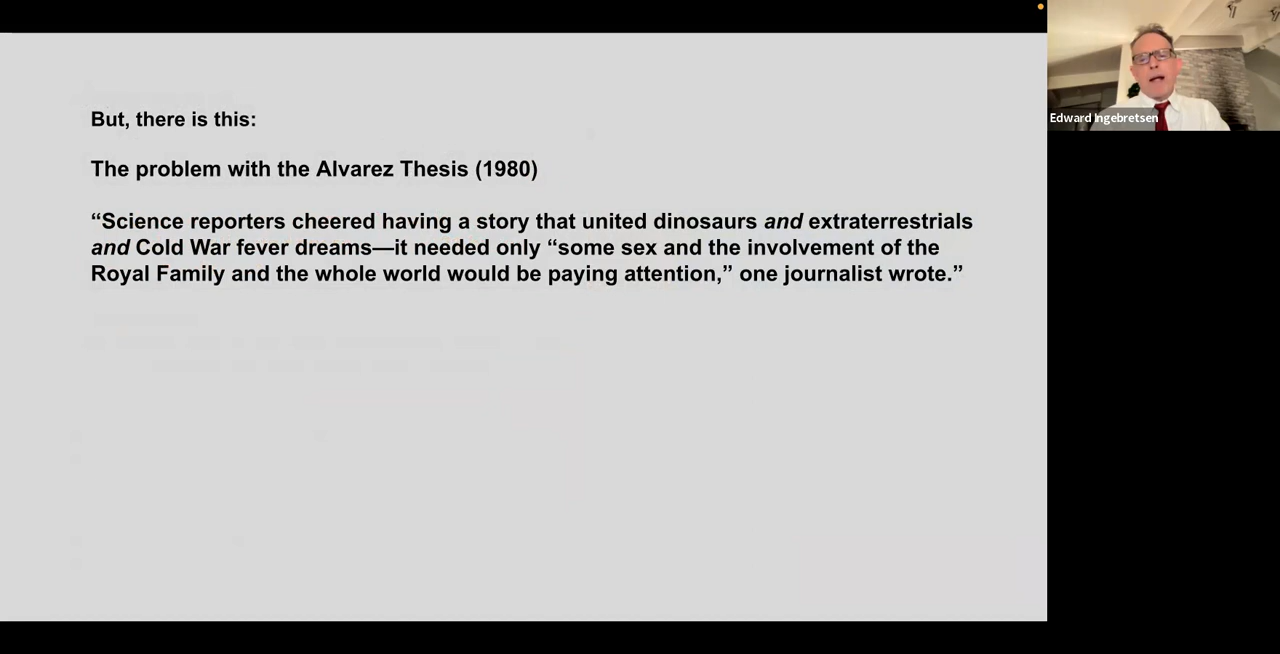 But, there is this:
The problem with the Alvarez Thesis (1980)
“Science reporters cheered having a story that united dinosaurs and extraterrestrials
and Cold War fever dreams—it needed only “some sex and the involvement of the
Royal Family and the whole world would be paying attention,” one journalist wrote.”
Edward Ingebretsen